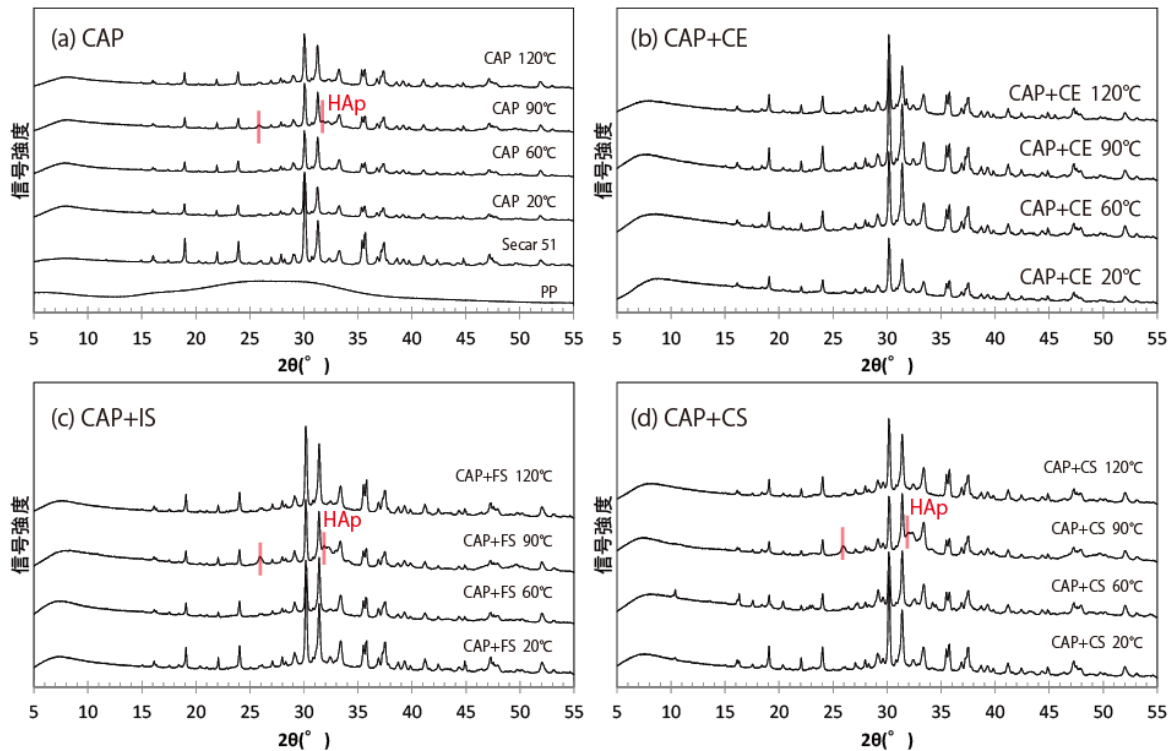 (a) CAP
CAP 120℃
CAP 90℃
HAp
CAP 60℃
CAP 20℃
Secar 51
PP
信号強度
5 10 15 20 25 30 35 40 45 50 55
2θ(° )
(b) CAP+CE
CAP+CE 120℃
CAP+CE 90℃
CAP+CE 60℃
CAP+CE 20℃
信号強度
5 10 15 20 25 30 35 40 45 50 55
2θ(° )
(c) CAP+IS
CAP+FS 120℃
HAp
CAP+FS 90℃
CAP+FS 60℃
CAP+FS 20℃
信号強度
5 10 15 20 25 30 35 40 45 50 55
2θ(° )
(d) CAP+CS
CAP+CS 120℃
HAp
CAP+CS 90℃
CAP+CS 60℃
CAP+CS 20℃
信号強度
5 10 15 20 25 30 35 40 45 50 55
2θ(° )